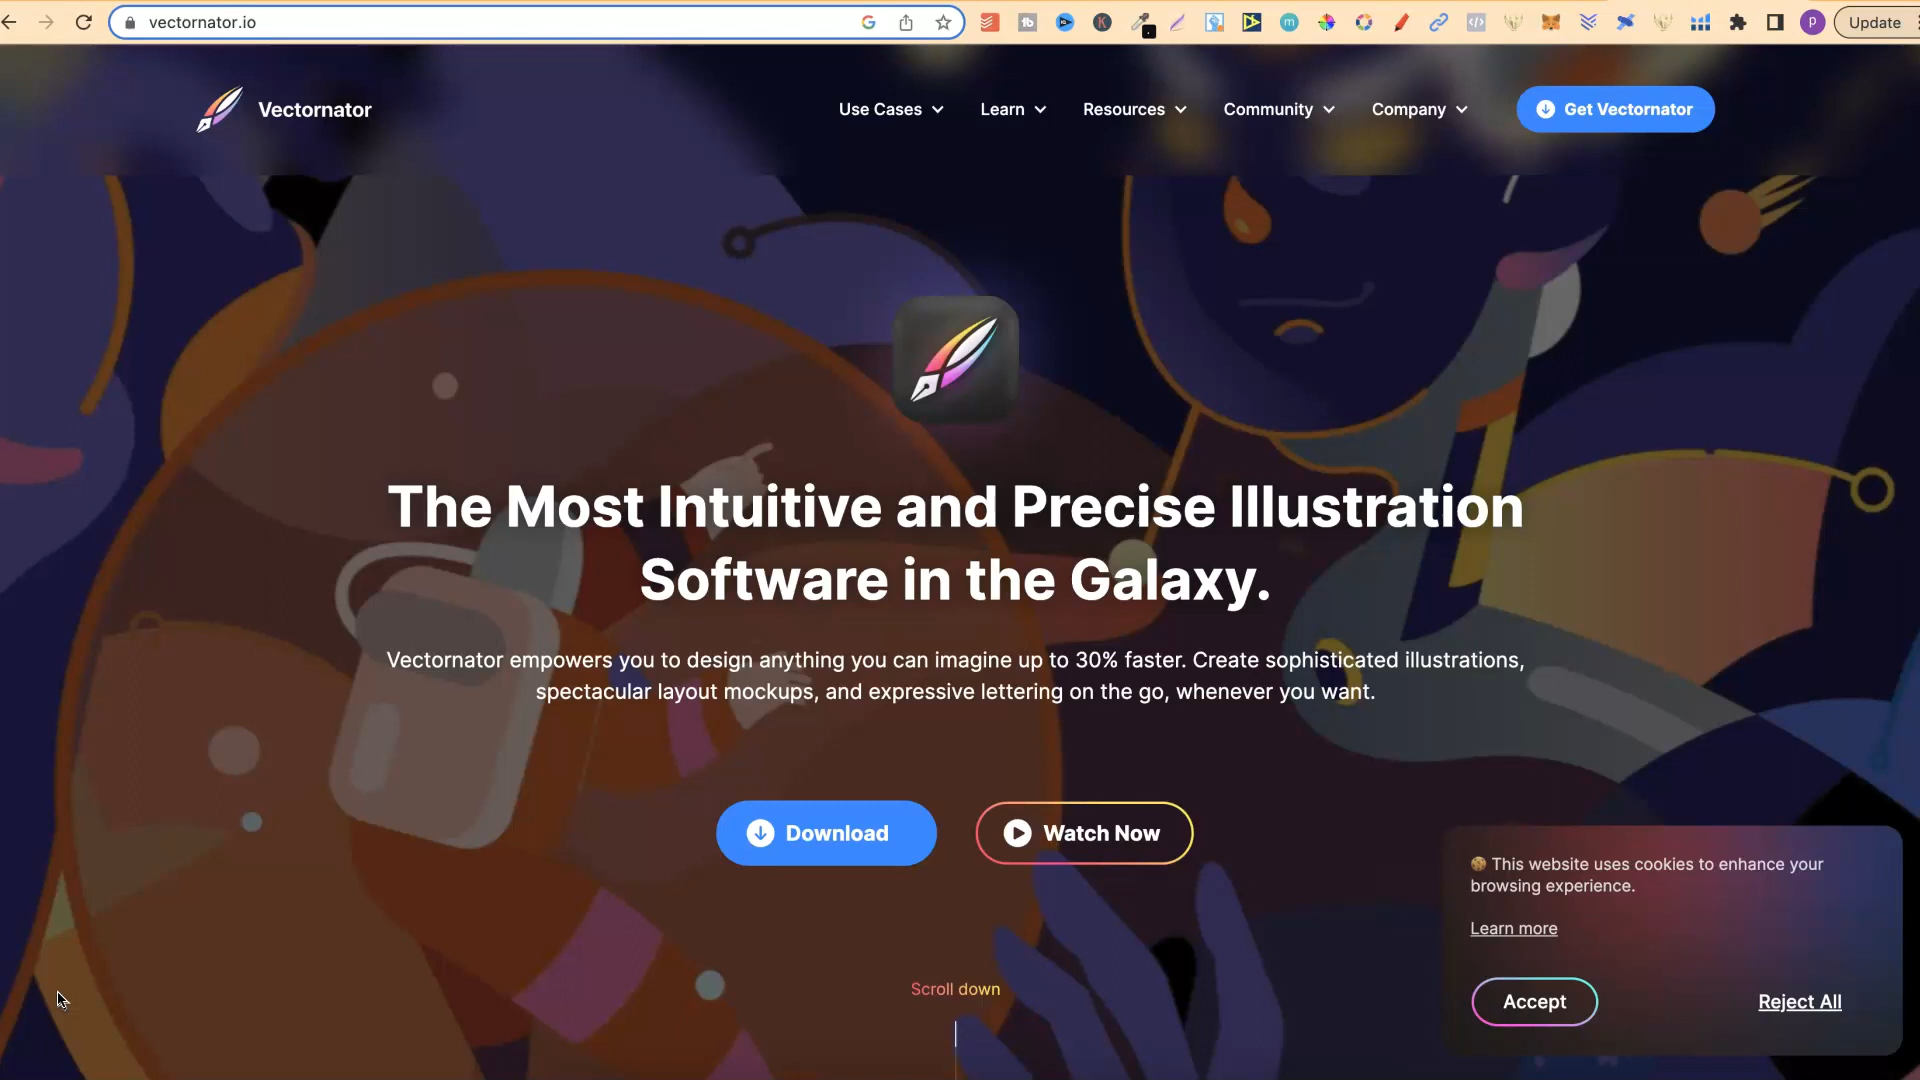 vectornator.io
Update
Vectornator
Use Cases
Learn
Resources
Community
Company
Get Vectornator
The Most Intuitive and Precise Illustration
Software in the Galaxy.
Vectornator empowers you to design anything you can imagine up to 30% faster. Create sophisticated illustrations,
spectacular layout mockups, and expressive lettering on the go, whenever you want.
Download
Watch Now
🍪 This website uses cookies to enhance your
browsing experience.
Learn more
Accept
Reject All
Scroll down